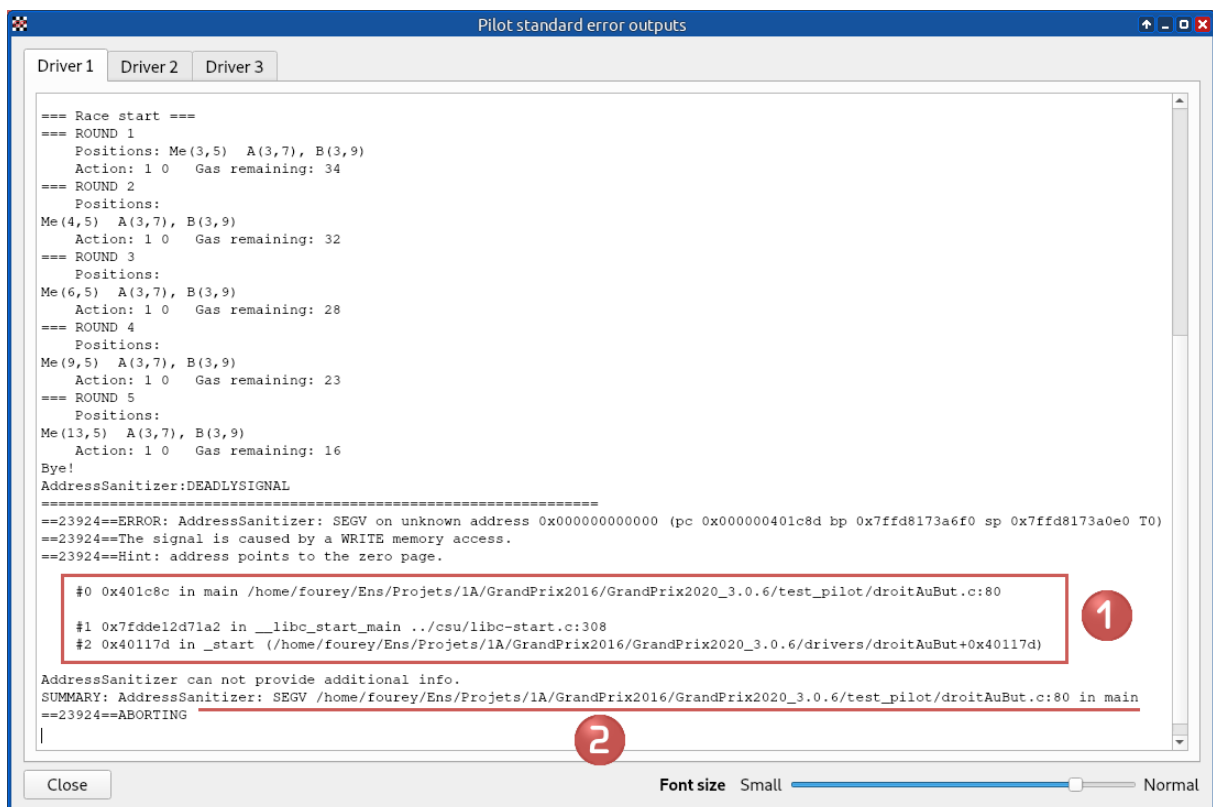 Pilot standard error outputs
Driver 1 Driver 2 Driver 3
=== Race start ===
=== ROUND 1
Positions: Me(3,5) A(3,7), B(3,9)
Action: 1 0 Gas remaining: 34
=== ROUND 2
Positions:
Me(4,5) A(3,7), B(3,9)
Action: 1 0 Gas remaining: 32
=== ROUND 3
Positions:
Me(6,5) A(3,7), B(3,9)
Action: 1 0 Gas remaining: 28
=== ROUND 4
Positions:
Me(9,5) A(3,7), B(3,9)
Action: 1 0 Gas remaining: 23
=== ROUND 5
Positions:
Me(13,5) A(3,7), B(3,9)
Action: 1 0 Gas remaining: 16
Bye!
AddressSanitizer:DEADLYSIGNAL
=================================================================
==23924==ERROR: AddressSanitizer: SEGV on unknown address 0x000000000000 (pc 0x000000401c8d bp 0x7ffd8173a6f0 sp 0x7ffd8173a0e0 T0)
==23924==The signal is caused by a WRITE memory access.
==23924==Hint: address points to the zero page.
#0 0x401c8c in main /home/fourey/Ens/Projets/1A/GrandPrix2016/GrandPrix2020_3.0.6/test_pilot/droitAuBut.c:80
#1 0x7fdde12d71a2 in __libc_start_main ../csu/libc-start.c:308
#2 0x40117d in _start (/home/fourey/Ens/Projets/1A/GrandPrix2016/GrandPrix2020_3.0.6/drivers/droitAuBut+0x40117d)
1
AddressSanitizer can not provide additional info.
SUMMARY: AddressSanitizer: SEGV /home/fourey/Ens/Projets/1A/GrandPrix2016/GrandPrix2020_3.0.6/test_pilot/droitAuBut.c:80 in main
==23924==ABORTING
2
Close Font size Small Normal